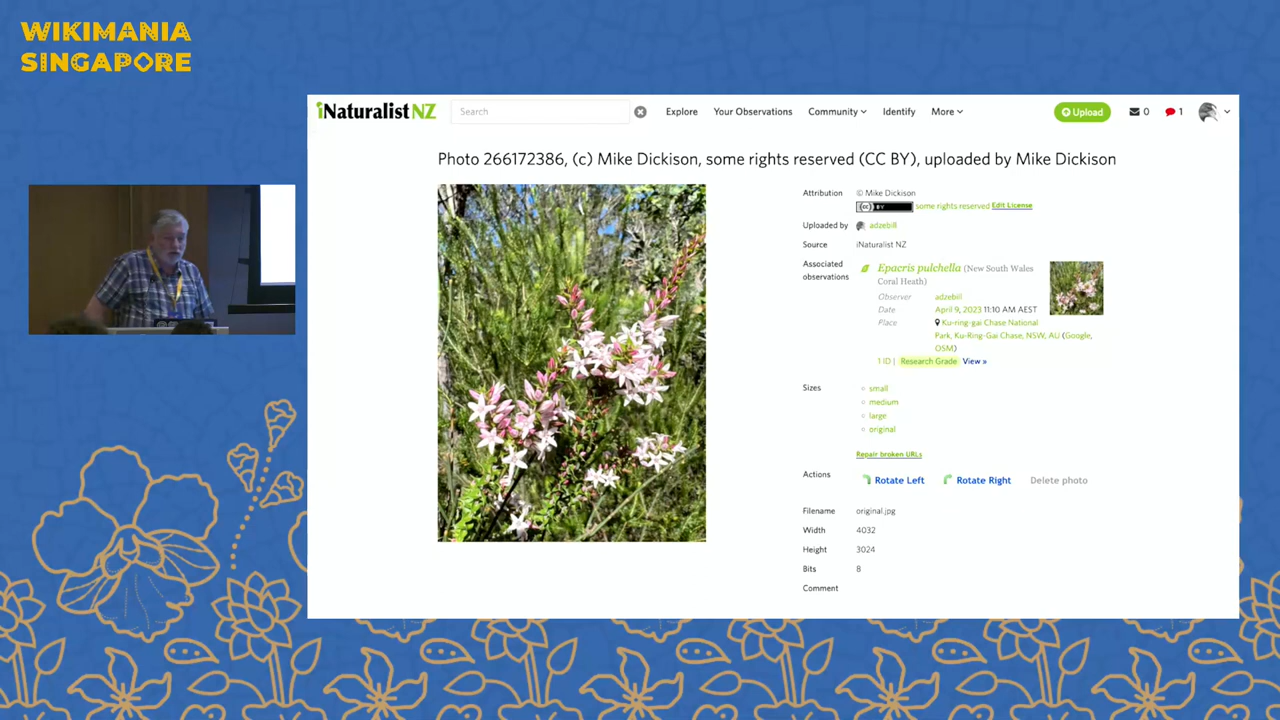 WIKIMANIA
SINGAPORE
iNaturalist NZ
Search
Explore
Your Observations
Community
Identify
More
Upload
0
1
Photo 266172386, (c) Mike Dickison, some rights reserved (CC BY), uploaded by Mike Dickison
Attribution
© Mike Dickison
(cc) BY
some rights reserved Edit License
Uploaded by
adzebill
Source
iNaturalist NZ
Associated
observations
Epacris pulchella (New South Wales
Coral Heath)
Observer
adzebill
Date
April 9, 2023 11:10 AM AEST
Place
Ku-ring-gai Chase National
Park, Ku-Ring-Gai Chase, NSW, AU (Google,
OSM)
1 ID | Research Grade View »
Sizes
small
medium
large
original
Repair broken URLs
Actions
Rotate Left
Rotate Right
Delete photo
Filename
original.jpg
Width
4032
Height
3024
Bits
8
Comment